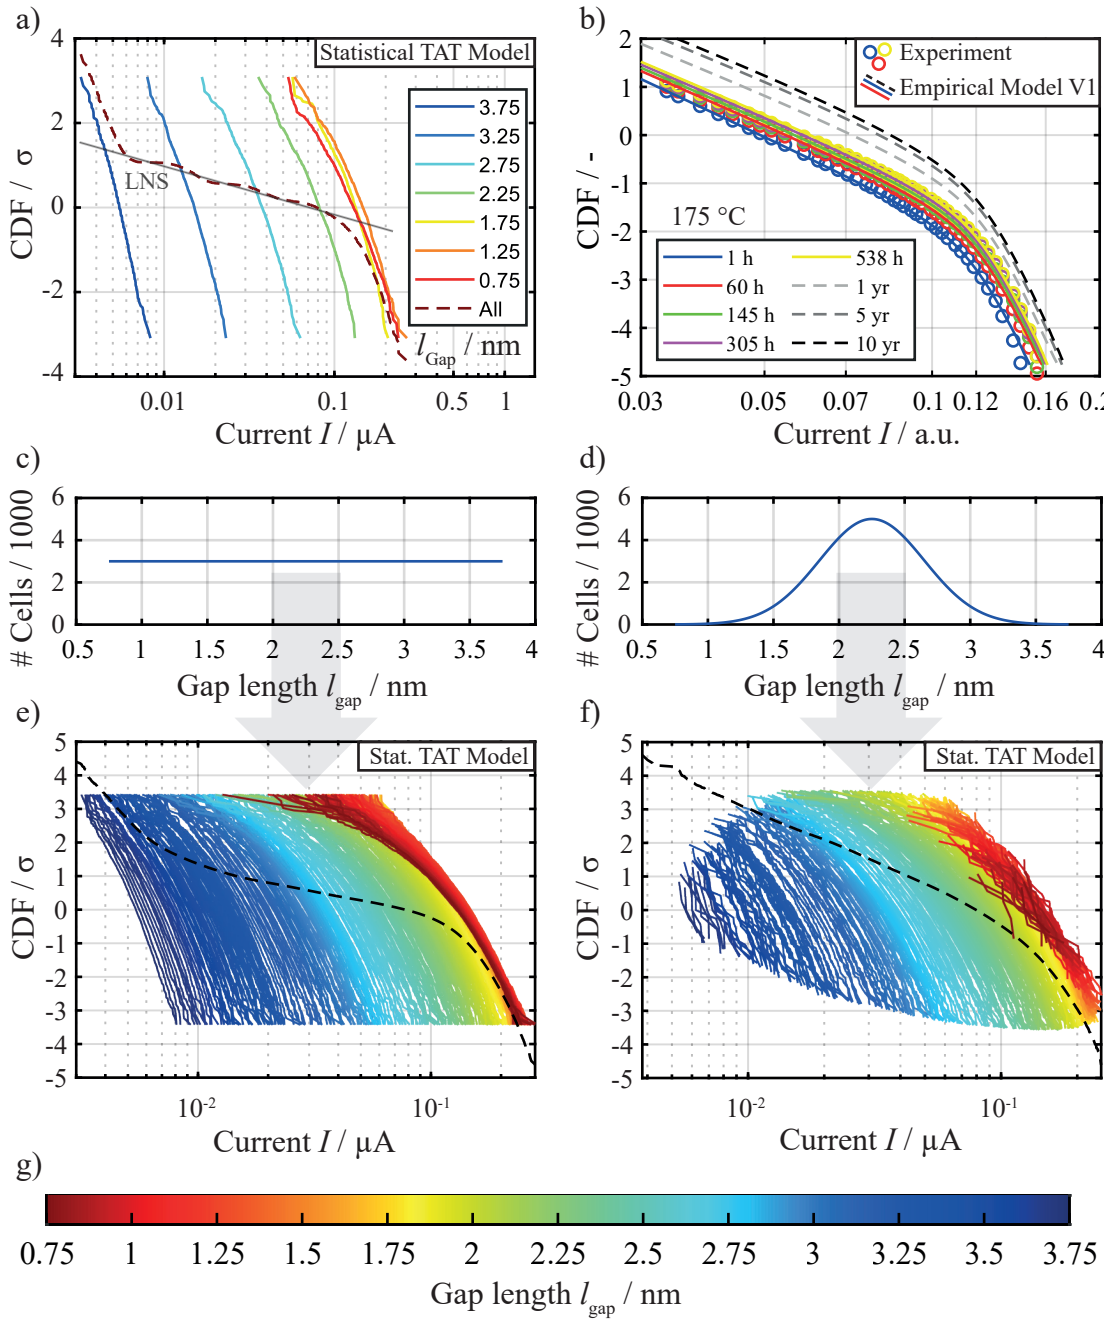 a)
Statistical TAT Model
4
2
0
-2
-4
CDF / σ
LNS
3.75
3.25
2.75
2.25
1.75
1.25
0.75
All
l_Gap / nm
0.01
0.1
0.5
1
Current I / μA
b)
Experiment
Empirical Model V1
2
1
0
-1
-2
-3
-4
-5
CDF / -
175 °C
1 h
60 h
145 h
305 h
538 h
1 yr
5 yr
10 yr
0.03
0.05
0.07
0.1
0.12
0.16
Current I / a.u.
c)
# Cells / 1000
6
4
2
0
0.5
1
1.5
2
2.5
3
3.5
4
Gap length l_gap / nm
d)
# Cells / 1000
6
4
2
0
0.5
1
1.5
2
2.5
3
3.5
4
Gap length l_gap / nm
e)
Stat. TAT Model
5
4
3
2
1
0
-1
-2
-3
-4
-5
CDF / σ
10⁻²
10⁻¹
Current I / μA
f)
Stat. TAT Model
5
4
3
2
1
0
-1
-2
-3
-4
-5
CDF / σ
10⁻²
10⁻¹
Current I / μA
g)
0.75
1
1.25
1.5
1.75
2
2.25
2.5
2.75
3
3.25
3.5
3.75
Gap length l_gap / nm